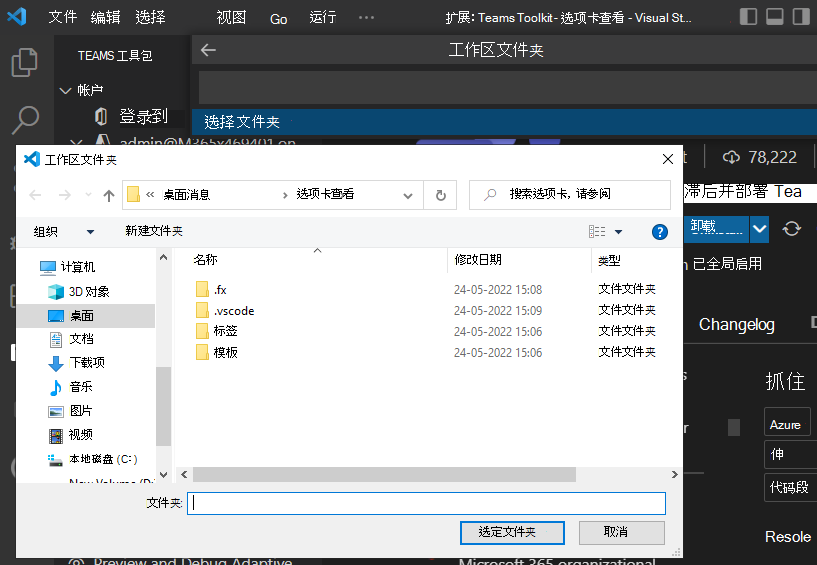 文件 编辑 选择 视图 Go 运行 ··· 扩展: Teams Toolkit- 选项卡查看 - Visual St...
TEAMS 工具包
工作区文件夹
帐户
登录到
选择文件夹
admin@M365x469401.on
78,222
工作区文件夹
滞后并部署 Tea
« 桌面消息 › 选项卡查看
搜索选项卡, 请参阅
卸载
组织 新建文件夹
已全局启用
名称 修改日期 类型
计算机
3D 对象
桌面
文档
下载项
音乐
图片
视频
本地磁盘 (C:)
New Volume (D:
.fx 24-05-2022 15:08 文件文件夹
.vscode 24-05-2022 15:09 文件文件夹
标签 24-05-2022 15:06 文件文件夹
模板 24-05-2022 15:06 文件文件夹
Changelog
抓住
Azure
伸
代码段
Resole
文件夹:
选定文件夹 取消
Preview and Debug Adaptive
Microsoft 365 organizational